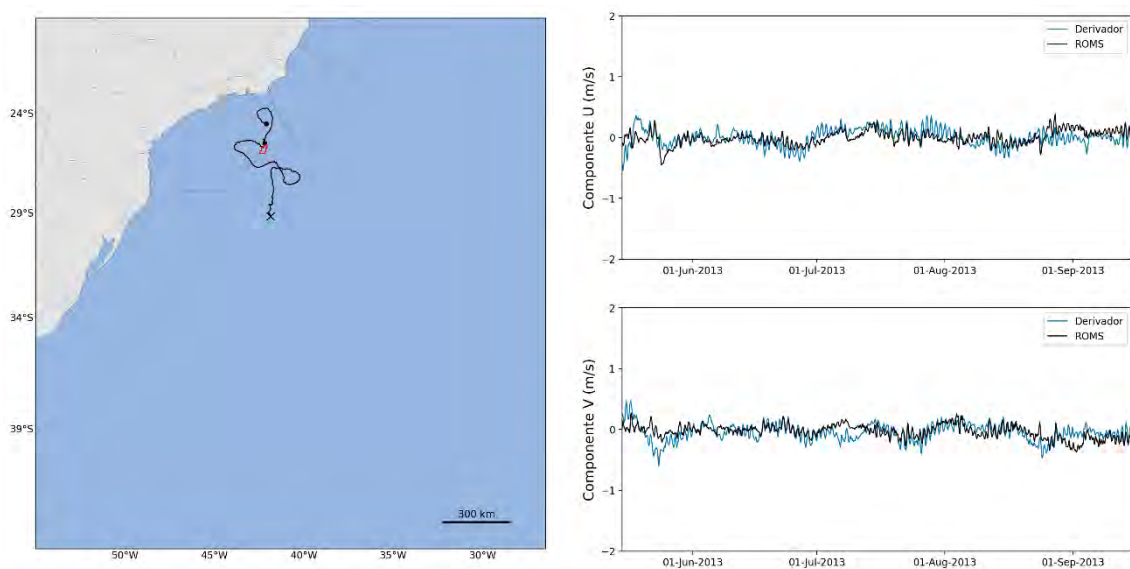 24°S
29°S
34°S
39°S
50°W
45°W
40°W
35°W
30°W
300 km
Componente U (m/s)
2
1
0
−1
−2
01-Jun-2013
01-Jul-2013
01-Aug-2013
01-Sep-2013
Derivador
ROMS
Componente V (m/s)
2
1
0
−1
−2
01-Jun-2013
01-Jul-2013
01-Aug-2013
01-Sep-2013
Derivador
ROMS